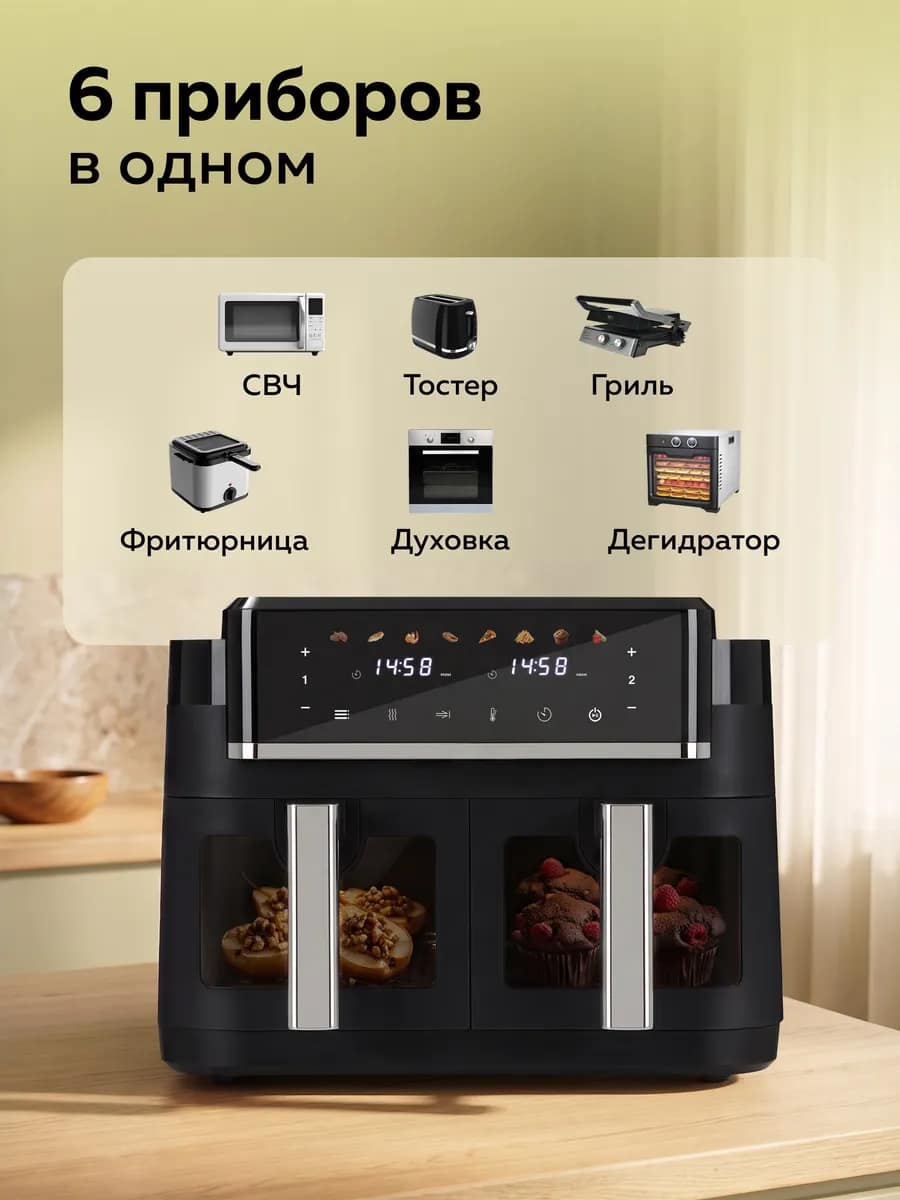 6 приборов
в одном
СВЧ
Тостер
Гриль
Фритюрница
Духовка
Дегидратор
+
+
14:58
14:58
1
2
−
−